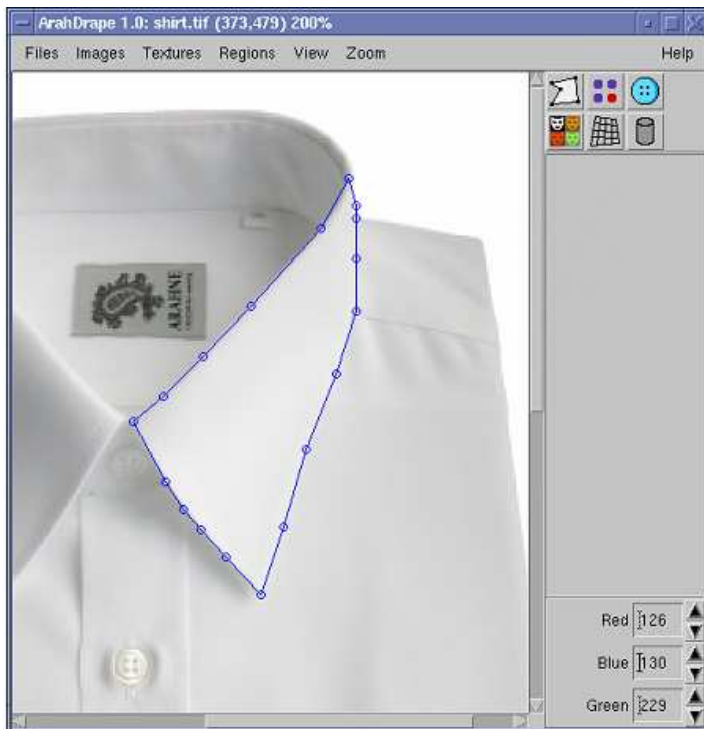 ArahDrape 1.0: shirt.tif (373,479) 200%
Files Images Textures Regions View Zoom Help
ARAHNE
Red 126
Blue 130
Green 229